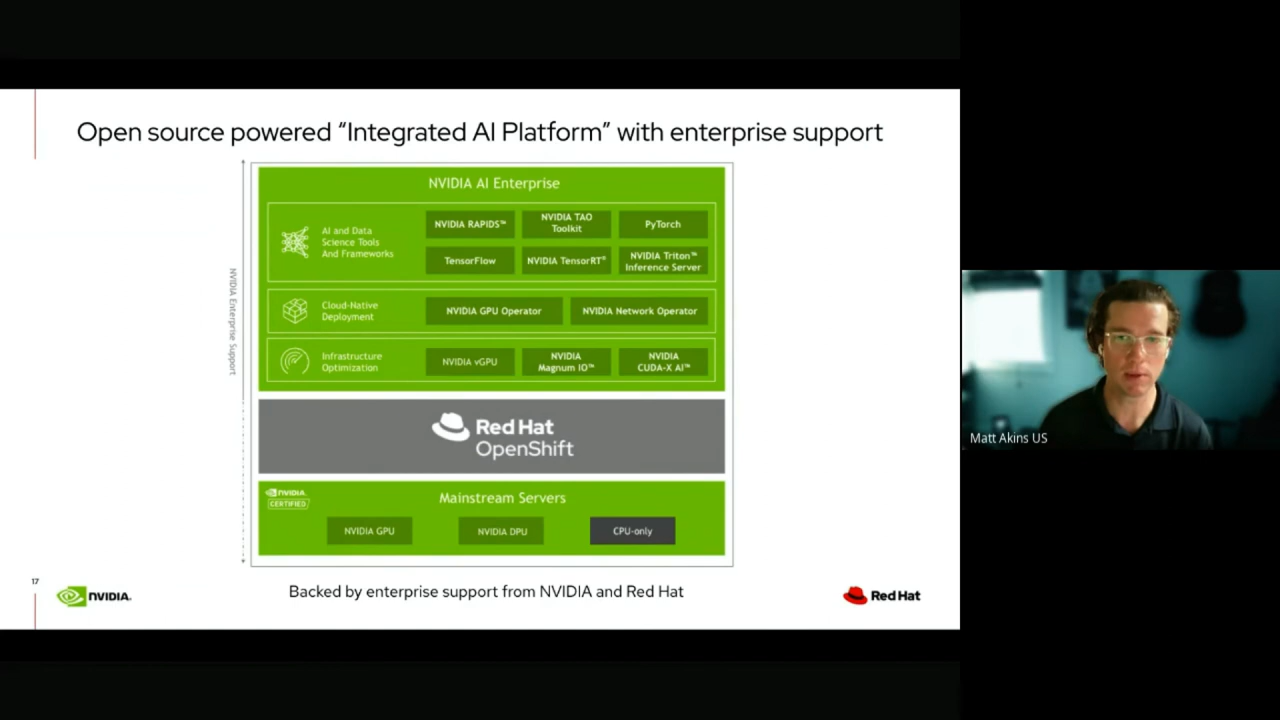 Open source powered “Integrated AI Platform” with enterprise support
NVIDIA Enterprise Support
NVIDIA AI Enterprise
AI and Data
Science Tools
And Frameworks
NVIDIA RAPIDS™
NVIDIA TAO
Toolkit
PyTorch
TensorFlow
NVIDIA TensorRT®
NVIDIA Triton™
Inference Server
Cloud-Native
Deployment
NVIDIA GPU Operator
NVIDIA Network Operator
Infrastructure
Optimization
NVIDIA vGPU
NVIDIA
Magnum IO™
NVIDIA
CUDA-X AI™
Red Hat
OpenShift
NVIDIA.
CERTIFIED
Mainstream Servers
NVIDIA GPU
NVIDIA DPU
CPU-only
Backed by enterprise support from NVIDIA and Red Hat
17
NVIDIA.
Red Hat
Matt Akins US